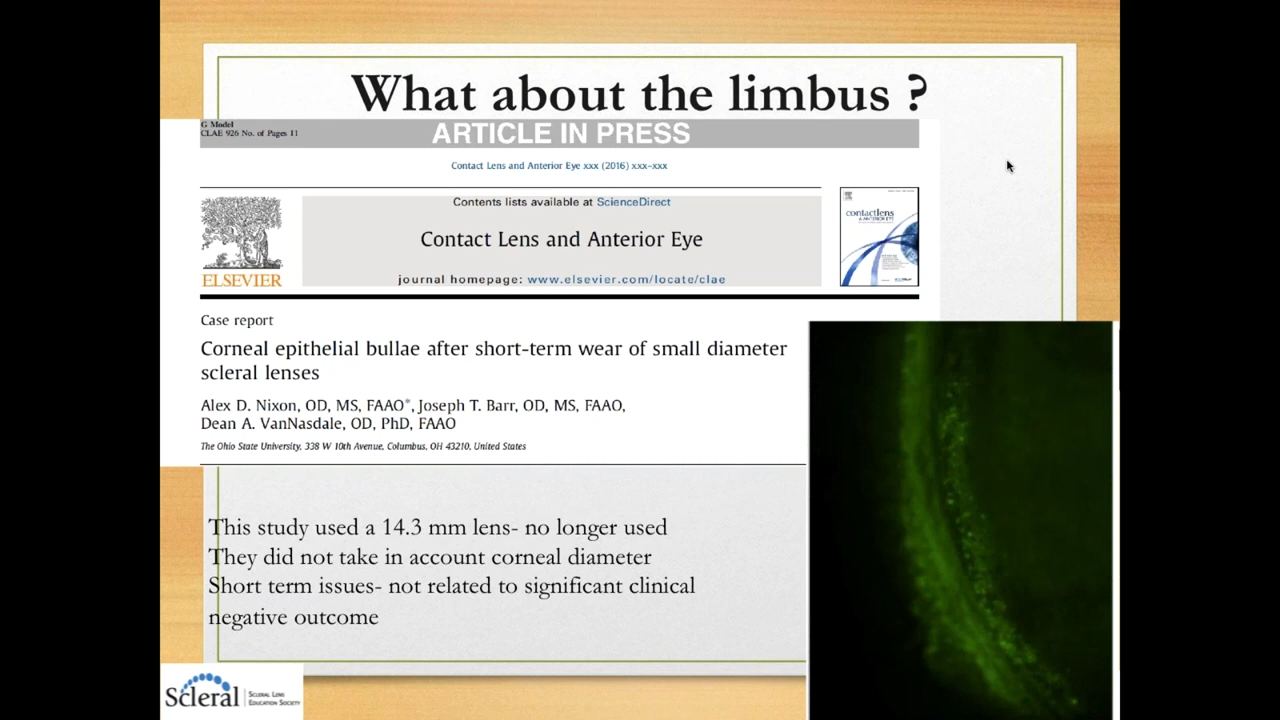 What about the limbus ?
G Model
CLAE 926 No. of Pages 11
ARTICLE IN PRESS
Contact Lens and Anterior Eye xxx (2016) xxx–xxx
Contents lists available at ScienceDirect
Contact Lens and Anterior Eye
journal homepage: www.elsevier.com/locate/clae
ELSEVIER
contactlens
& ANTERIOR EYE
Case report
Corneal epithelial bullae after short-term wear of small diameter
scleral lenses
Alex D. Nixon, OD, MS, FAAO*, Joseph T. Barr, OD, MS, FAAO,
Dean A. VanNasdale, OD, PhD, FAAO
The Ohio State University, 338 W 10th Avenue, Columbus, OH 43210, United States
This study used a 14.3 mm lens- no longer used
They did not take in account corneal diameter
Short term issues- not related to significant clinical
negative outcome
Scleral
SCLERAL LENS
EDUCATION SOCIETY